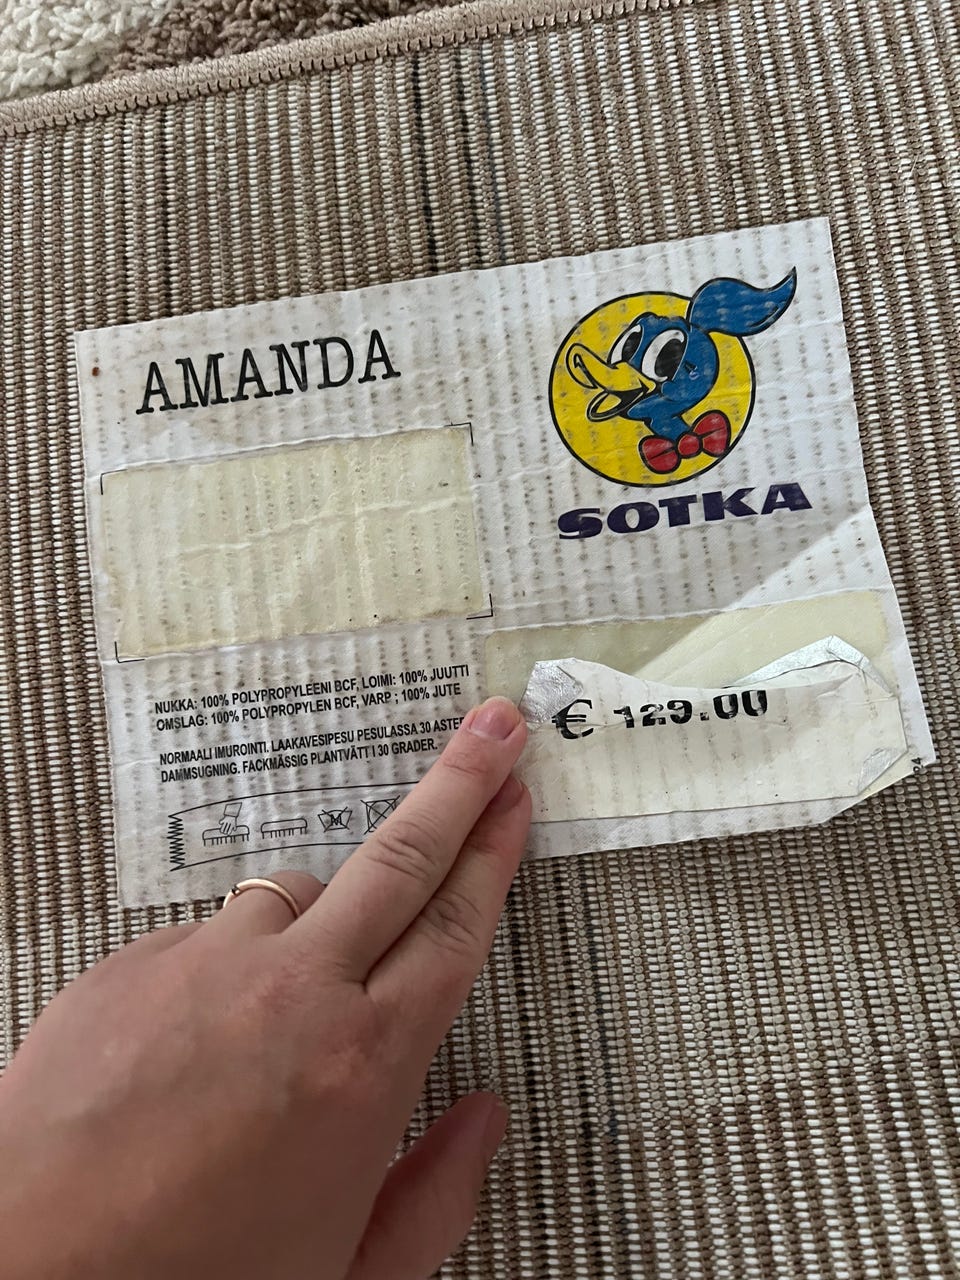 AMANDA
SOTKA
NUKKA: 100% POLYPROPYLEENI BCF, LOIMI: 100% JUUTTI
OMSLAG: 100% POLYPROPYLEN BCF, VARP ; 100% JUTE
NORMAALI IMUROINTI. LAAKAVESIPESU PESULASSA 30
DAMMSUGNING. FACKMÄSSIG PLANTVÄTT I 30 GRADER.
€ 129.00